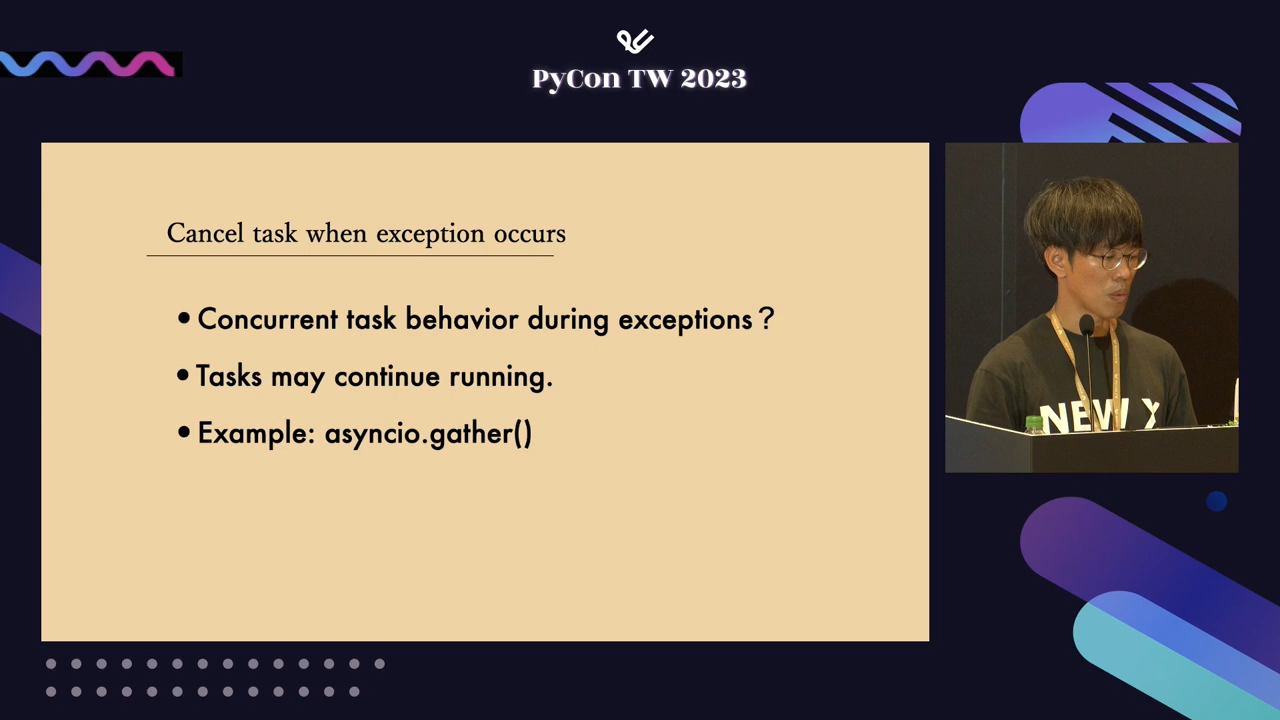 PyCon TW 2023
Cancel task when exception occurs
•Concurrent task behavior during exceptions？
•Tasks may continue running.
•Example: asyncio.gather()
NEW